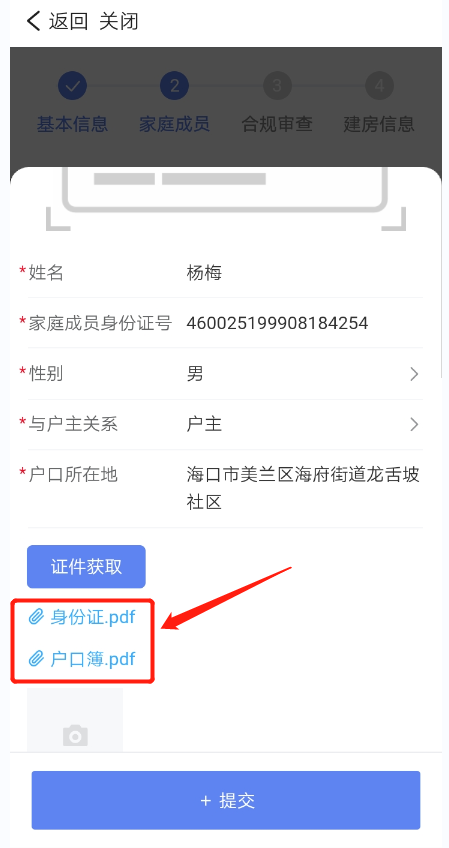 返回 关闭
2 3 4
基本信息 家庭成员 合规审查 建房信息
*姓名 杨梅
*家庭成员身份证号 460025199908184254
*性别 男
*与户主关系 户主
*户口所在地 海口市美兰区海府街道龙舌坡
社区
证件获取
身份证.pdf
户口簿.pdf
+ 提交